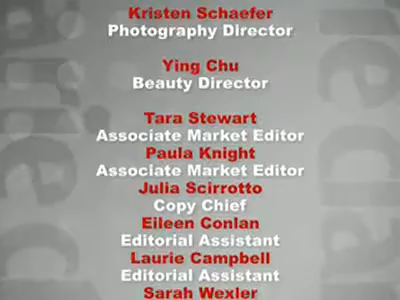 Kristen Schaefer
Photography Director
Ying Chu
Beauty Director
Tara Stewart
Associate Market Editor
Paula Knight
Associate Market Editor
Julia Scirrotto
Copy Chief
Eileen Conlan
Editorial Assistant
Laurie Campbell
Editorial Assistant
Sarah Wexler